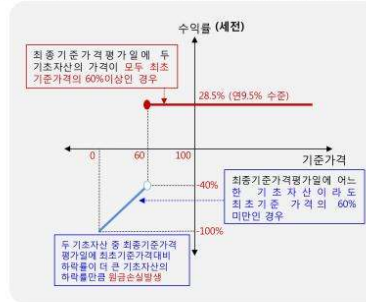 수익률 (세전)
최종기준가격평가일에 두
기초자산의 가격이 모두 최초
기준가격의 60%이상인 경우
28.5% (연9.5% 수준)
0
60
100
기준가격
-40%
최종기준가격평가일에 어느
한 기초자산이라도
최초기준 가격의 60%
미만인 경우
-100%
두 기초자산 중 최종기준가격
평가일에 최초기준가격대비
하락률이 더 큰 기초자산의
하락률만큼 원금손실발생